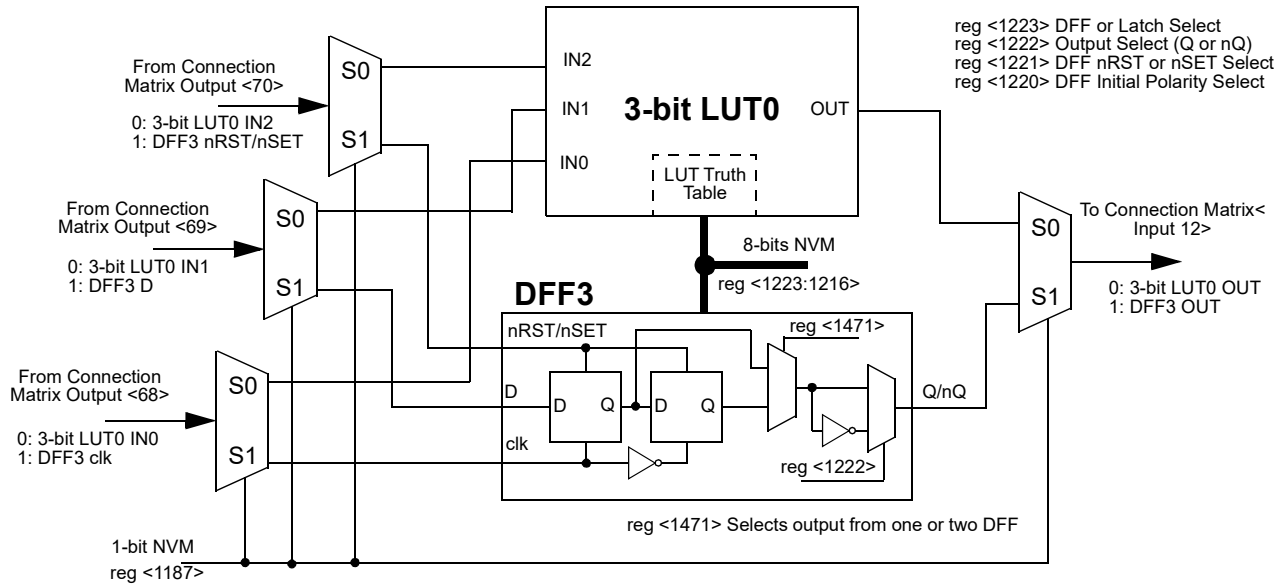 reg <1223> DFF or Latch Select
reg <1222> Output Select (Q or nQ)
reg <1221> DFF nRST or nSET Select
reg <1220> DFF Initial Polarity Select
From Connection
Matrix Output <70>
0: 3-bit LUT0 IN2
1: DFF3 nRST/nSET
S0
S1
IN2
IN1
IN0
3-bit LUT0
OUT
LUT Truth
Table
From Connection
Matrix Output <69>
0: 3-bit LUT0 IN1
1: DFF3 D
S0
S1
8-bits NVM
reg <1223:1216>
To Connection Matrix<
Input 12>
0: 3-bit LUT0 OUT
1: DFF3 OUT
S0
S1
DFF3
nRST/nSET
D
clk
D
Q
D
Q
reg <1471>
reg <1222>
Q/nQ
From Connection
Matrix Output <68>
0: 3-bit LUT0 IN0
1: DFF3 clk
S0
S1
reg <1471> Selects output from one or two DFF
1-bit NVM
reg <1187>